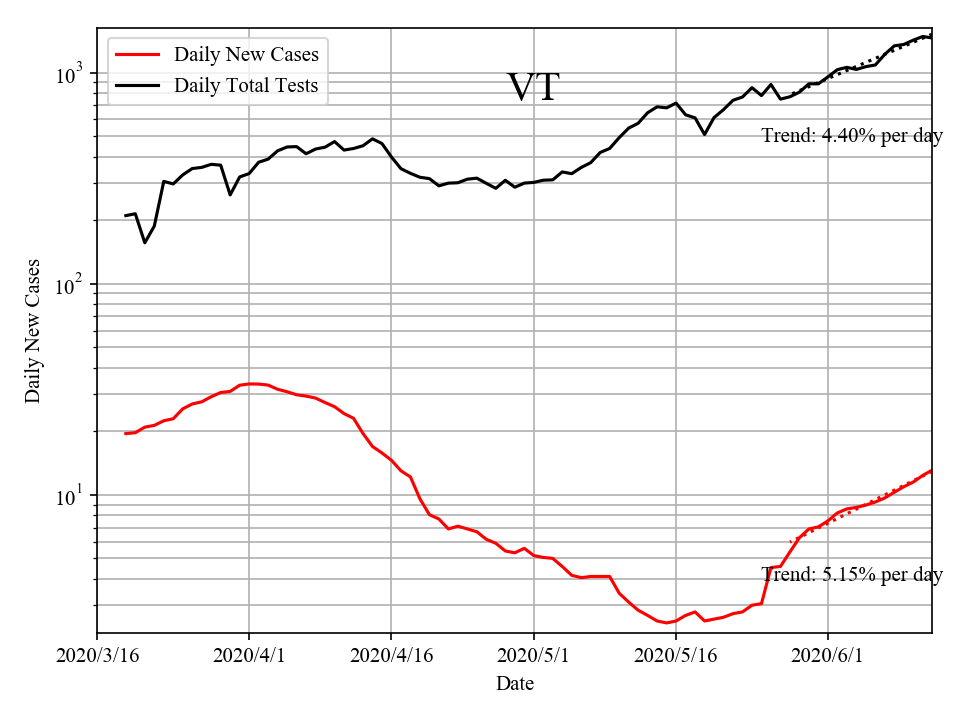 Daily New Cases
Daily Total Tests
VT
10³
Trend: 4.40% per day
10²
Daily New Cases
10¹
Trend: 5.15% per day
2020/3/16 2020/4/1 2020/4/16 2020/5/1 2020/5/16 2020/6/1
Date